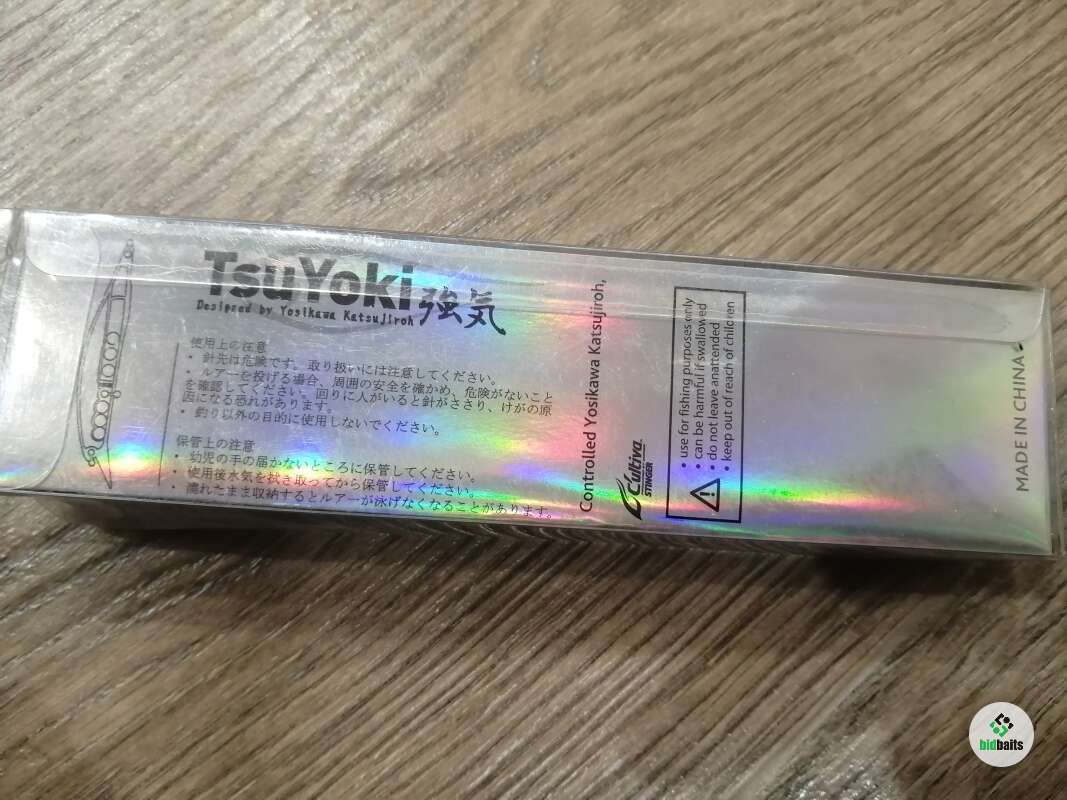 TsuYoki 強気
Designed by Yosikawa Katsujiroh
使用上の注意
• 針先は危険です。取り扱いには注意してください。
• ルアーを投げる場合、周囲の安全を確かめ、危険がないこと
を確認してください。回りに人がいると針がささり、けがの原
因になる恐れがあります。
• 釣り以外の目的に使用しないでください。
保管上の注意
• 幼児の手の届かないところに保管してください。
• 使用後水気を拭き取ってから保管してください。
• 濡れたまま収納するとルアーが泳げなくなることがあります。
Controlled Yosikawa Katsujiroh,
Cultiva
STINGER
• use for fishing purposes only
• can be harmful if swallowed
• do not leave anattended
• keep out of reach of children
MADE IN CHINA
bidbaits